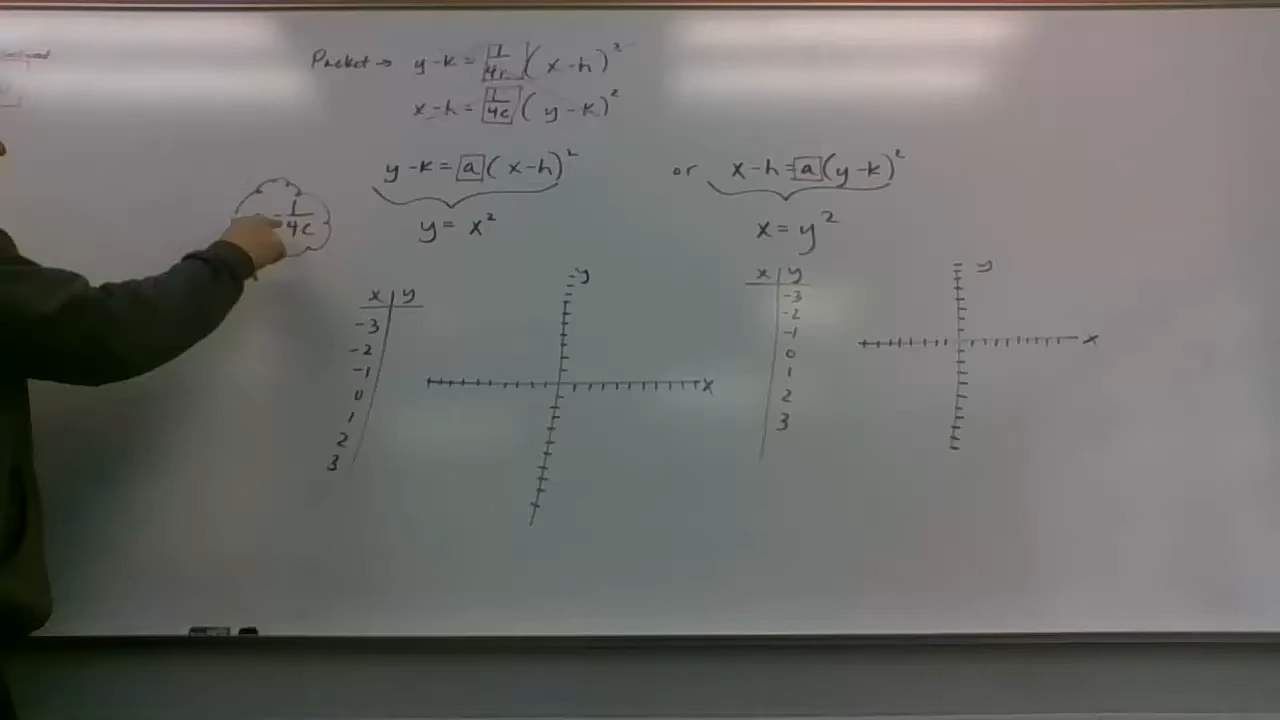 Packet → y-k = 1/4c (x-h)²
x-h = 1/4c (y-k)²
y-k = a (x-h)² or x-h = a (y-k)²
1/4c
y = x² x = y²
x y
-3
-2
-1
0
1
2
3
y
x
x y
-3
-2
-1
0
1
2
3
y
x